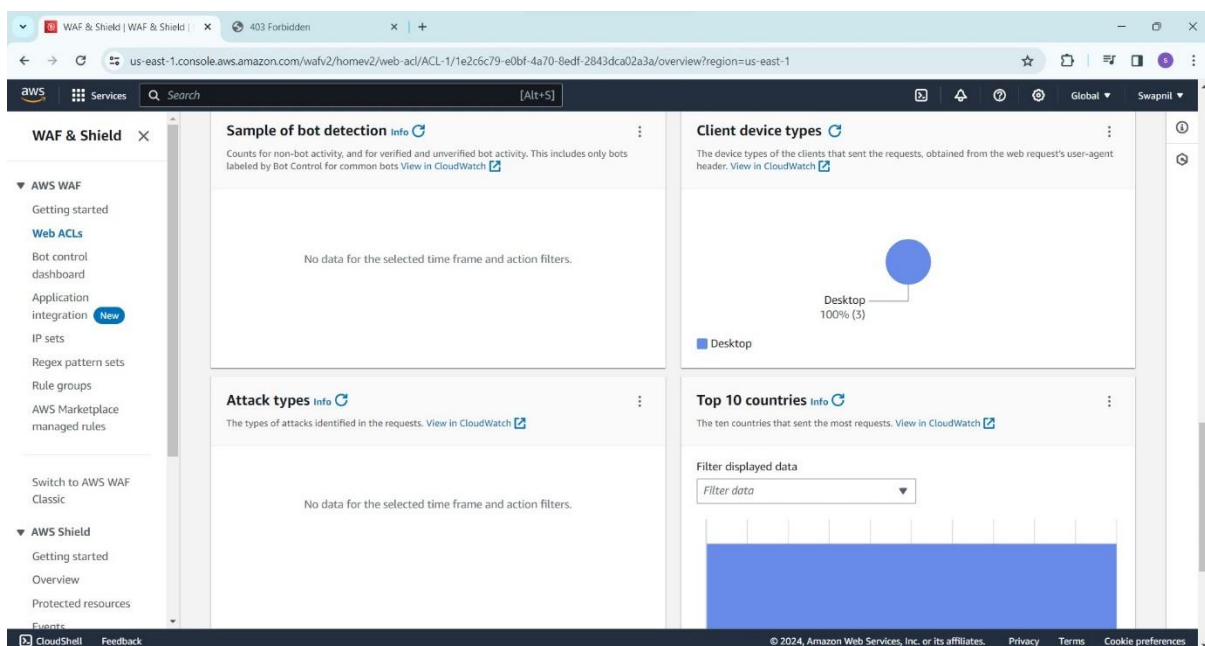 WAF & Shield | WAF & Shield |
403 Forbidden
us-east-1.console.aws.amazon.com/wafv2/homev2/web-acl/ACL-1/1e2c6c79-e0bf-4a70-8edf-2843dca02a3a/overview?region=us-east-1
aws
Services
Search
[Alt+S]
Global
Swapnil
WAF & Shield
AWS WAF
Getting started
Web ACLs
Bot control
dashboard
Application
integration New
IP sets
Regex pattern sets
Rule groups
AWS Marketplace
managed rules
Switch to AWS WAF
Classic
AWS Shield
Getting started
Overview
Protected resources
Events
Sample of bot detection Info
Counts for non-bot activity, and for verified and unverified bot activity. This includes only bots
labeled by Bot Control for common bots View in CloudWatch
No data for the selected time frame and action filters.
Client device types
The device types of the clients that sent the requests, obtained from the web request's user-agent
header. View in CloudWatch
Desktop
100% (3)
Desktop
Attack types Info
The types of attacks identified in the requests. View in CloudWatch
No data for the selected time frame and action filters.
Top 10 countries Info
The ten countries that sent the most requests. View in CloudWatch
Filter displayed data
Filter data
CloudShell
Feedback
© 2024, Amazon Web Services, Inc. or its affiliates.
Privacy
Terms
Cookie preferences